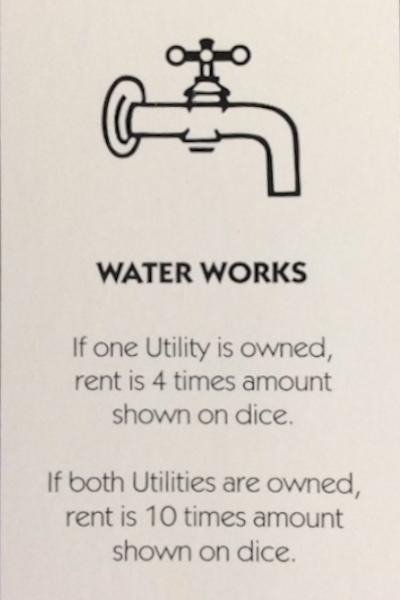 WATER WORKS
If one Utility is owned,
rent is 4 times amount
shown on dice.
If both Utilities are owned,
rent is 10 times amount
shown on dice.